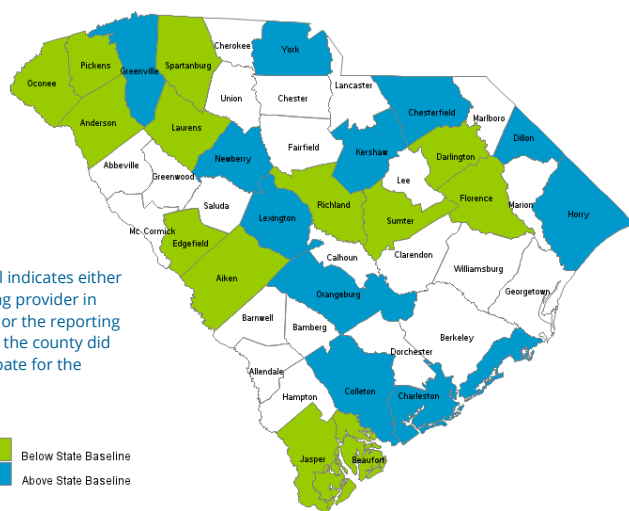 Cherokee
York
Spartanburg
Greenville
Pickens
Oconee
Lancaster
Union
Chester
Chesterfield
Marlboro
Anderson
Laurens
Dillon
Fairfield
Kershaw
Darlington
Newberry
Abbeville
Greenwood
Lee
Florence
Marion
Saluda
Richland
Horry
Lexington
Sumter
Mc Cormick
Edgefield
Calhoun
Clarendon
Williamsburg
Aiken
Georgetown
Orangeburg
Barnwell
Bamberg
Berkeley
Dorchester
Allendale
Colleton
Charleston
Hampton
Jasper
Beaufort
l indicates either
g provider in
or the reporting
the county did
pate for the
Below State Baseline
Above State Baseline